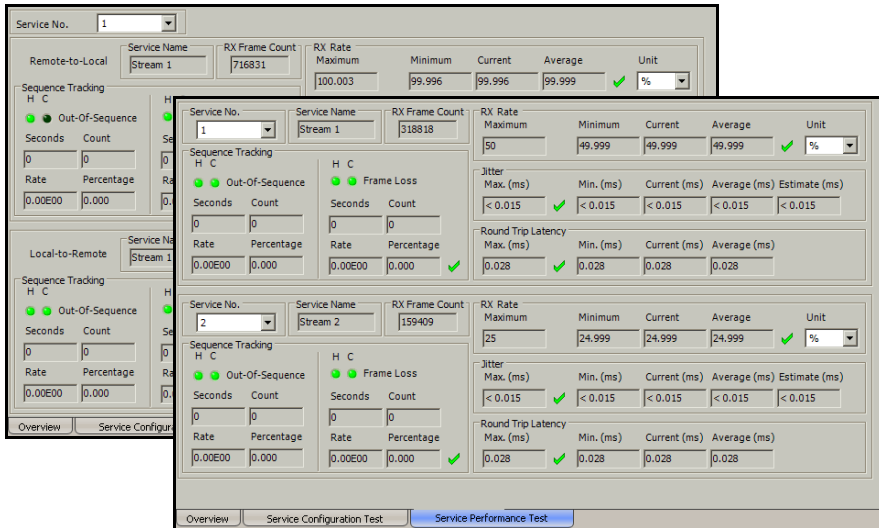 Service No. 1
Remote-to-Local
Service Name
Stream 1
RX Frame Count
716831
RX Rate
Maximum Minimum Current Average Unit
100.003 99.996 99.996 99.999 %
Sequence Tracking
H C
Out-Of-Sequence
Seconds Count
0 0
Rate Percentage
0.00E00 0.000
Local-to-Remote
Stream 1
Sequence Tracking
H C
Out-Of-Sequence
Seconds Count
0 0
Rate Percentage
0.00E00 0.000
Overview
Service No. Service Name RX Frame Count
1 Stream 1 318818
RX Rate
Maximum Minimum Current Average Unit
50 49.999 49.999 49.999 %
Sequence Tracking
H C H C
Out-Of-Sequence Frame Loss
Seconds Count Seconds Count
0 0 0 0
Rate Percentage Rate Percentage
0.00E00 0.000 0.00E00 0.000
Jitter
Max. (ms) Min. (ms) Current (ms) Average (ms) Estimate (ms)
< 0.015 < 0.015 < 0.015 < 0.015 < 0.015
Round Trip Latency
Max. (ms) Min. (ms) Current (ms) Average (ms)
0.028 0.028 0.028 0.028
Service No. Service Name RX Frame Count
2 Stream 2 159409
RX Rate
Maximum Minimum Current Average Unit
25 24.999 24.999 24.999 %
Sequence Tracking
H C H C
Out-Of-Sequence Frame Loss
Seconds Count Seconds Count
0 0 0 0
Rate Percentage Rate Percentage
0.00E00 0.000 0.00E00 0.000
Jitter
Max. (ms) Min. (ms) Current (ms) Average (ms) Estimate (ms)
< 0.015 < 0.015 < 0.015 < 0.015 < 0.015
Round Trip Latency
Max. (ms) Min. (ms) Current (ms) Average (ms)
0.028 0.028 0.028 0.028
Overview Service Configuration Test Service Performance Test